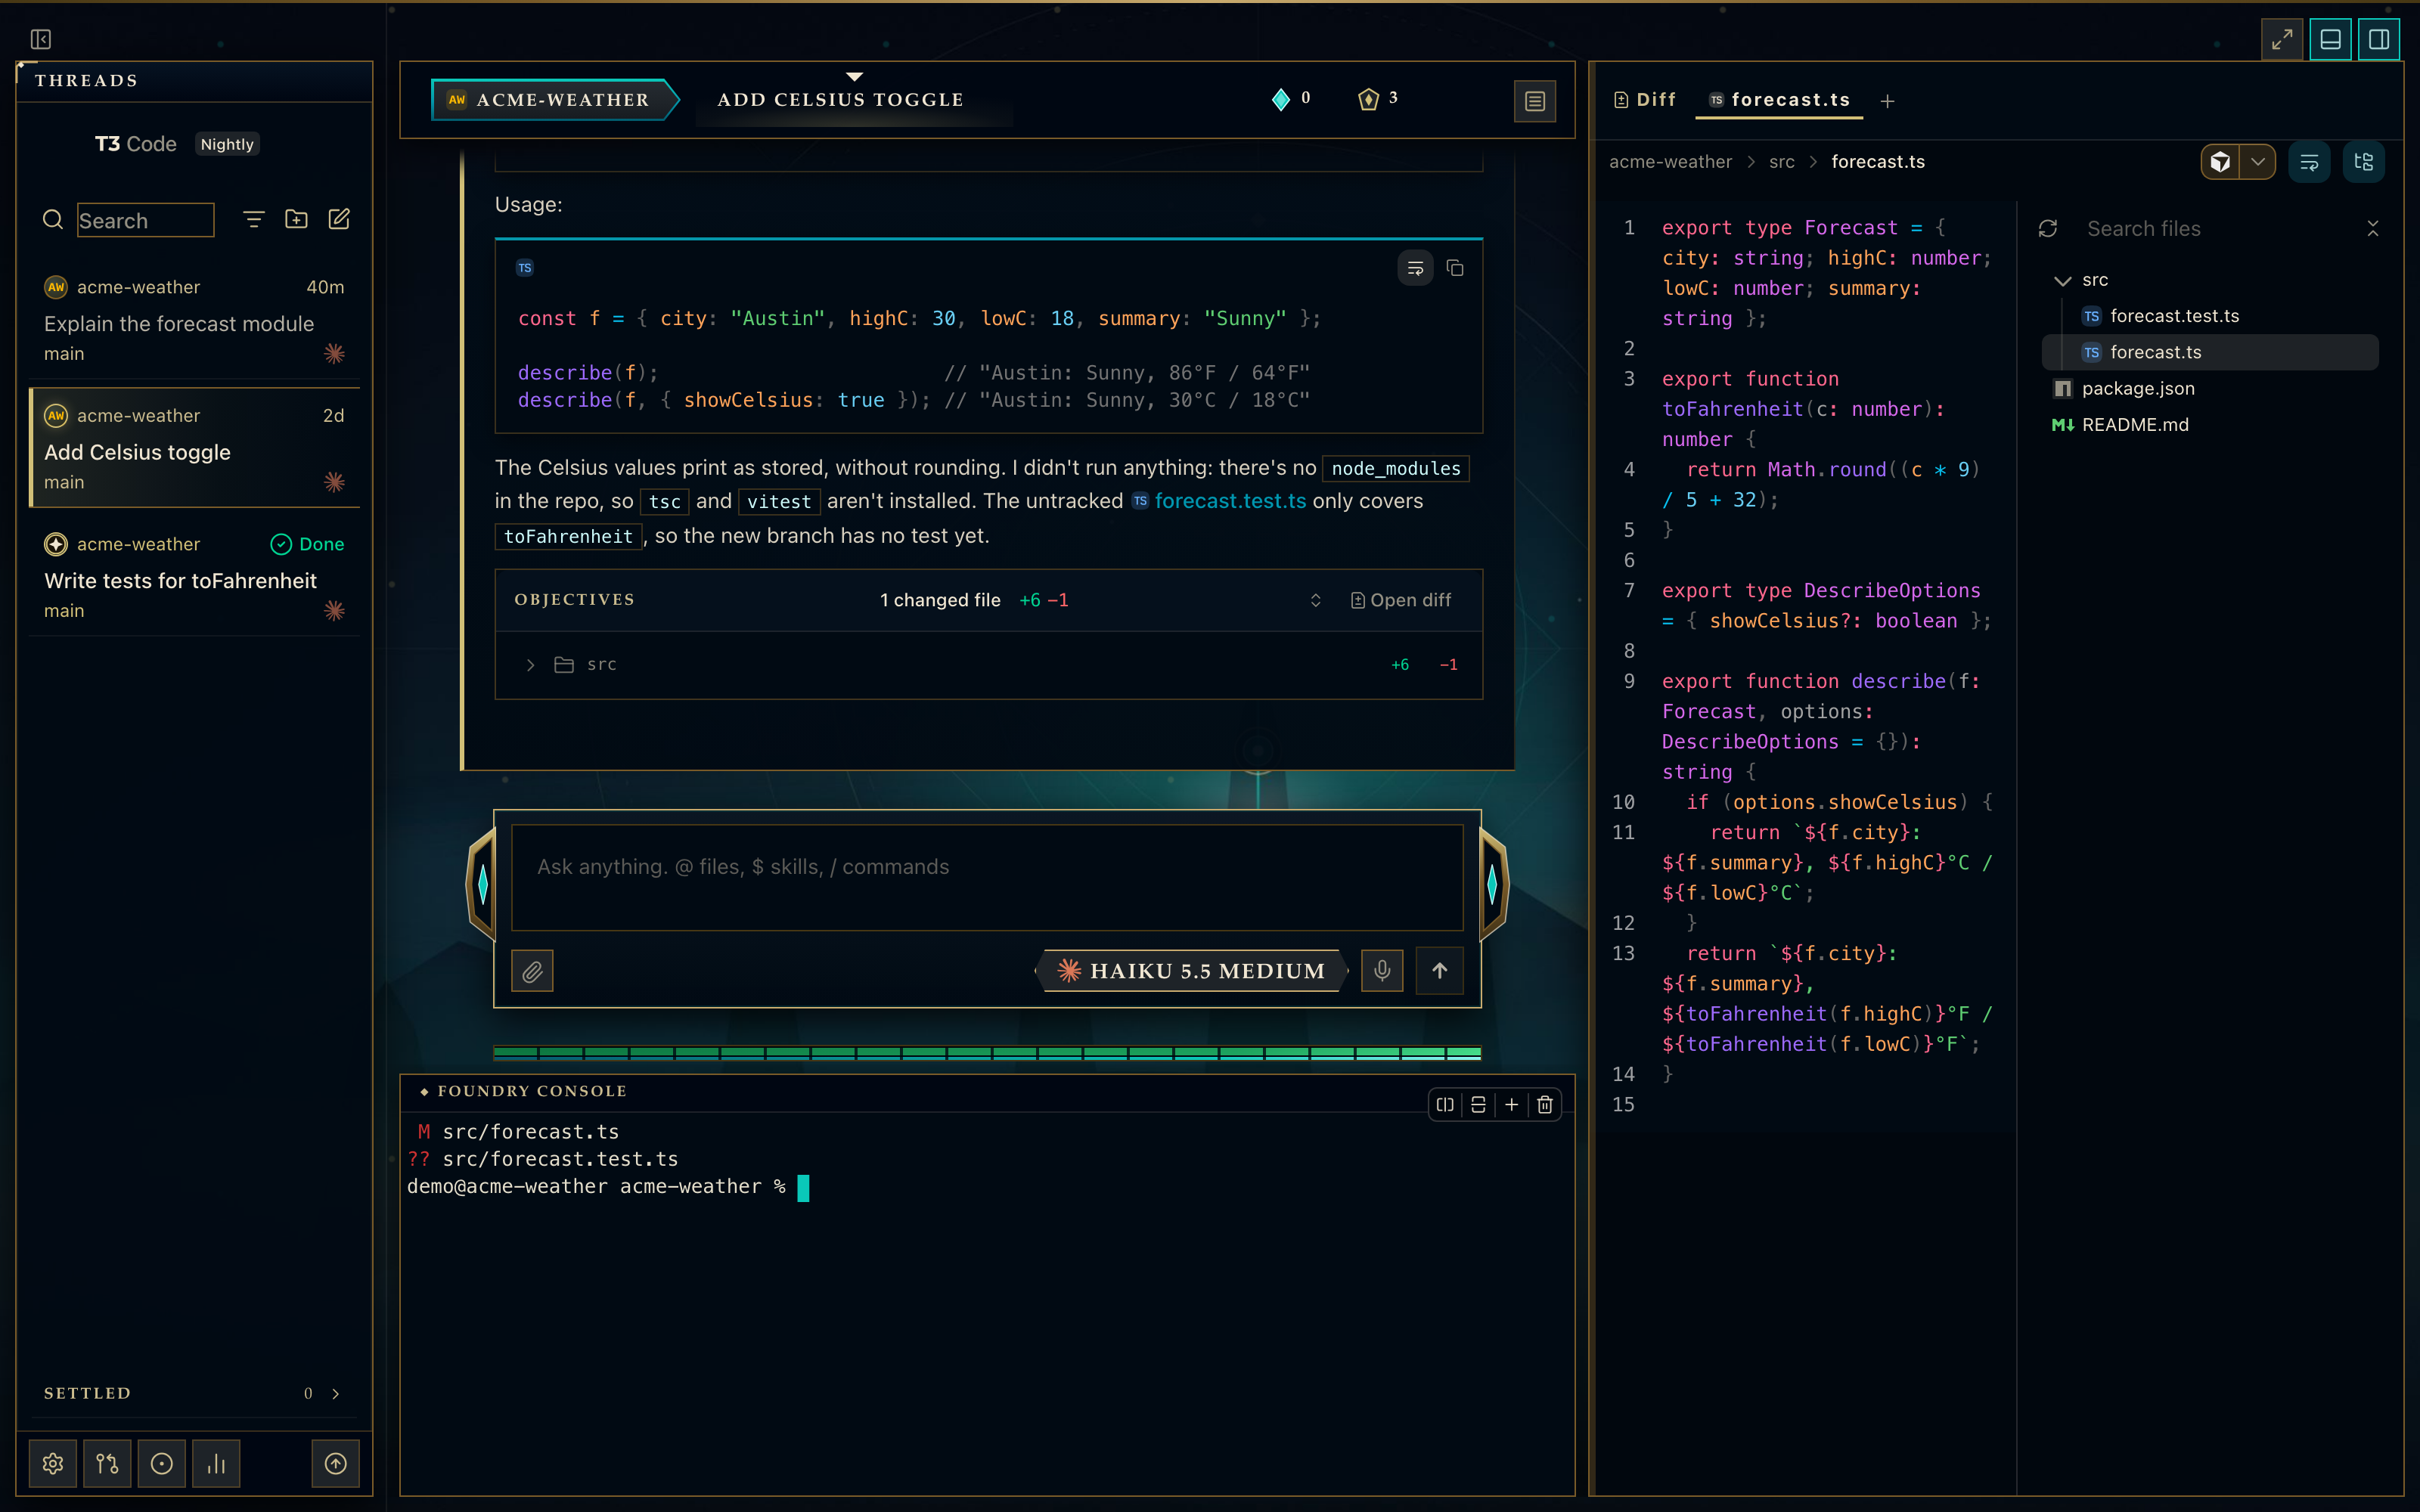 THREADS
T3 Code Nightly
Search
AW acme-weather 40m
Explain the forecast module
main
AW acme-weather 2d
Add Celsius toggle
main
acme-weather Done
Write tests for toFahrenheit
main
SETTLED 0
AW ACME-WEATHER ADD CELSIUS TOGGLE 0 3
Usage:
TS
const f = { city: "Austin", highC: 30, lowC: 18, summary: "Sunny" };
describe(f); // "Austin: Sunny, 86°F / 64°F"
describe(f, { showCelsius: true }); // "Austin: Sunny, 30°C / 18°C"
The Celsius values print as stored, without rounding. I didn't run anything: there's no node_modules
in the repo, so tsc and vitest aren't installed. The untracked TS forecast.test.ts only covers
toFahrenheit, so the new branch has no test yet.
OBJECTIVES 1 changed file +6 −1 Open diff
src +6 −1
Ask anything. @ files, $ skills, / commands
HAIKU 5.5 MEDIUM
FOUNDRY CONSOLE
M src/forecast.ts
?? src/forecast.test.ts
demo@acme-weather acme-weather %
Diff TS forecast.ts +
acme-weather > src > forecast.ts
1 export type Forecast = {
city: string; highC: number;
lowC: number; summary:
string };
2
3 export function
toFahrenheit(c: number):
number {
4 return Math.round((c * 9)
/ 5 + 32);
5 }
6
7 export type DescribeOptions
= { showCelsius?: boolean };
8
9 export function describe(f:
Forecast, options:
DescribeOptions = {}):
string {
10 if (options.showCelsius) {
11 return `${f.city}:
${f.summary}, ${f.highC}°C /
${f.lowC}°C`;
12 }
13 return `${f.city}:
${f.summary},
${toFahrenheit(f.highC)}°F /
${toFahrenheit(f.lowC)}°F`;
14 }
15
Search files
src
TS forecast.test.ts
TS forecast.ts
package.json
M↓ README.md